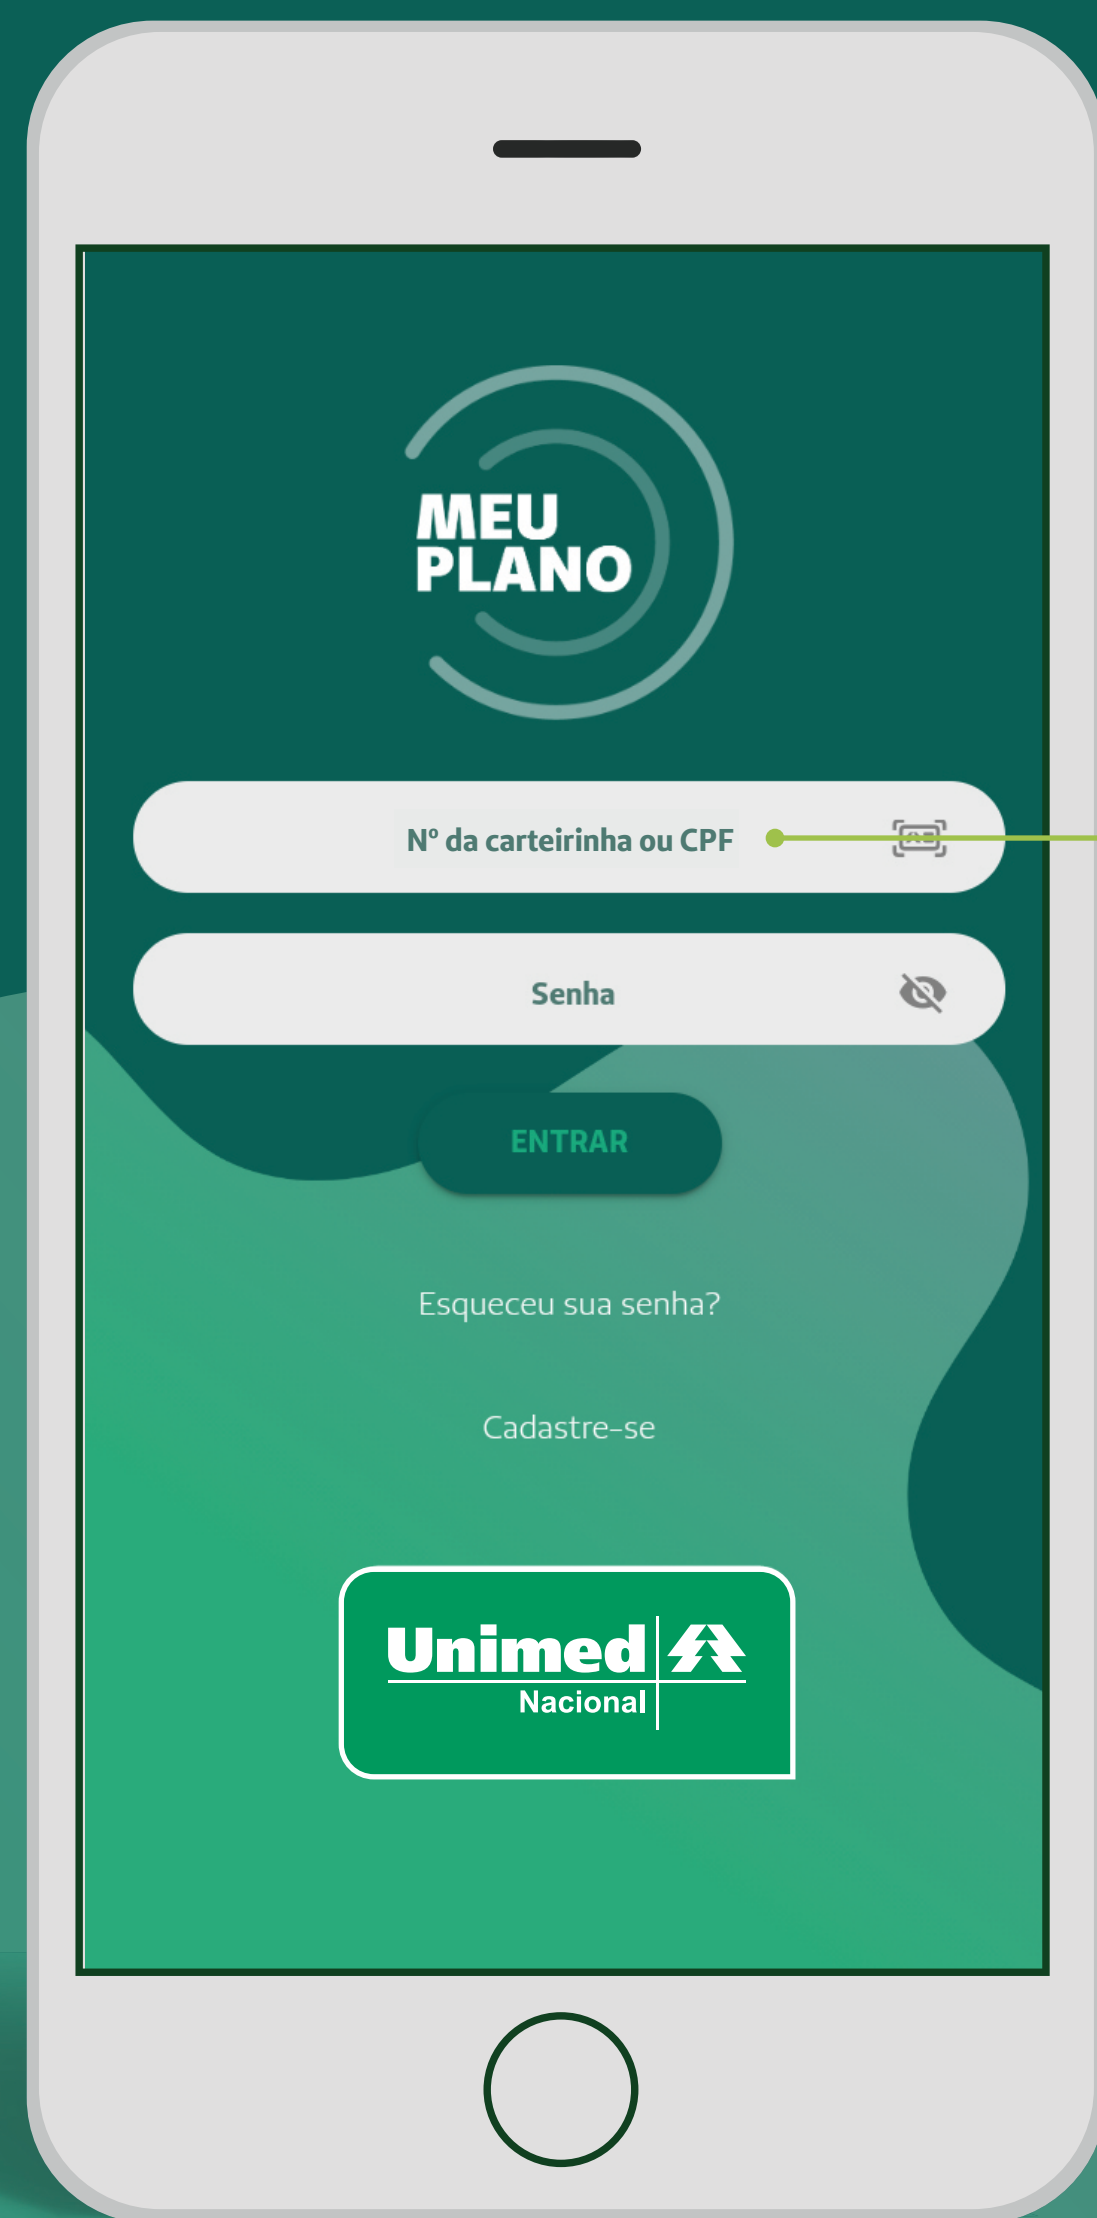 MEU
PLANO
Nº da carteirinha ou CPF
Senha
ENTRAR
Esqueceu sua senha?
Cadastre-se
Unimed
Nacional